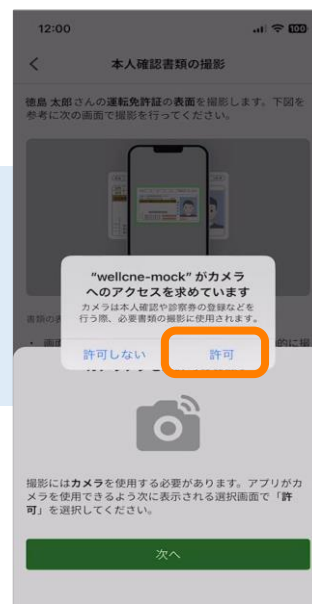 12:00
100
本人確認書類の撮影
徳島 太郎さんの運転免許証の表面を撮影します。下図を
参考に次の画面で撮影を行ってください。
"wellcne-mock" がカメラ
へのアクセスを求めています
カメラは本人確認や診察券の登録などを
行う際、必要書類の撮影に使用されます。
許可しない
許可
撮影にはカメラを使用する必要があります。アプリがカ
メラを使用できるよう次に表示される選択画面で「許
可」を選択してください。
次へ